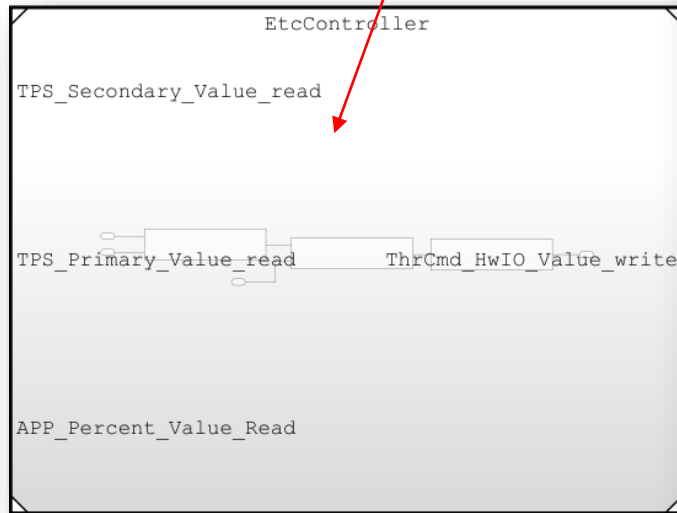 EtcController
TPS_Secondary_Value_read
TPS_Primary_Value_read
ThrCmd_HwIO_Value_write
APP_Percent_Value_Read